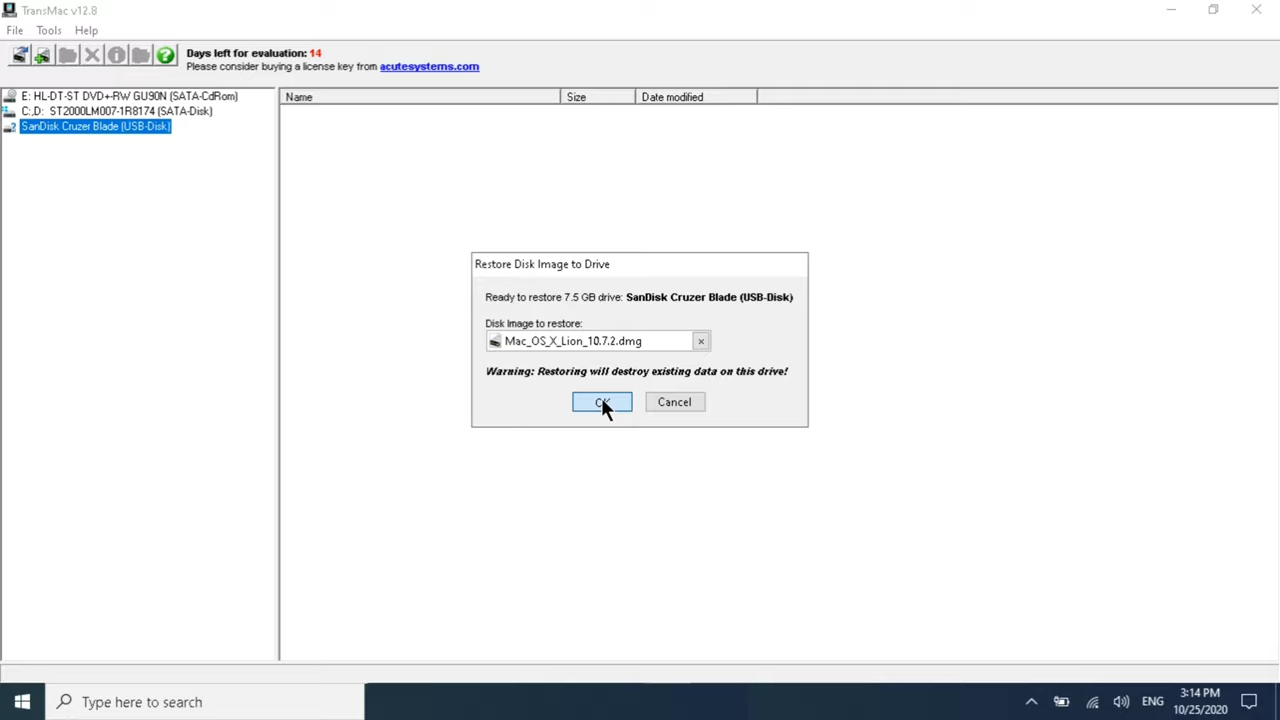 TransMac v12.8
File Tools Help
Days left for evaluation: 14
Please consider buying a license key from acutesystems.com
E: HL-DT-ST DVD+-RW GU90N (SATA-CdRom)
C:,D: ST2000LM007-1R8174 (SATA-Disk)
SanDisk Cruzer Blade (USB-Disk)
Name Size Date modified
Restore Disk Image to Drive
Ready to restore 7.5 GB drive: SanDisk Cruzer Blade (USB-Disk)
Disk Image to restore:
Mac_OS_X_Lion_10.7.2.dmg
Warning: Restoring will destroy existing data on this drive!
OK Cancel
Type here to search
ENG
3:14 PM
10/25/2020